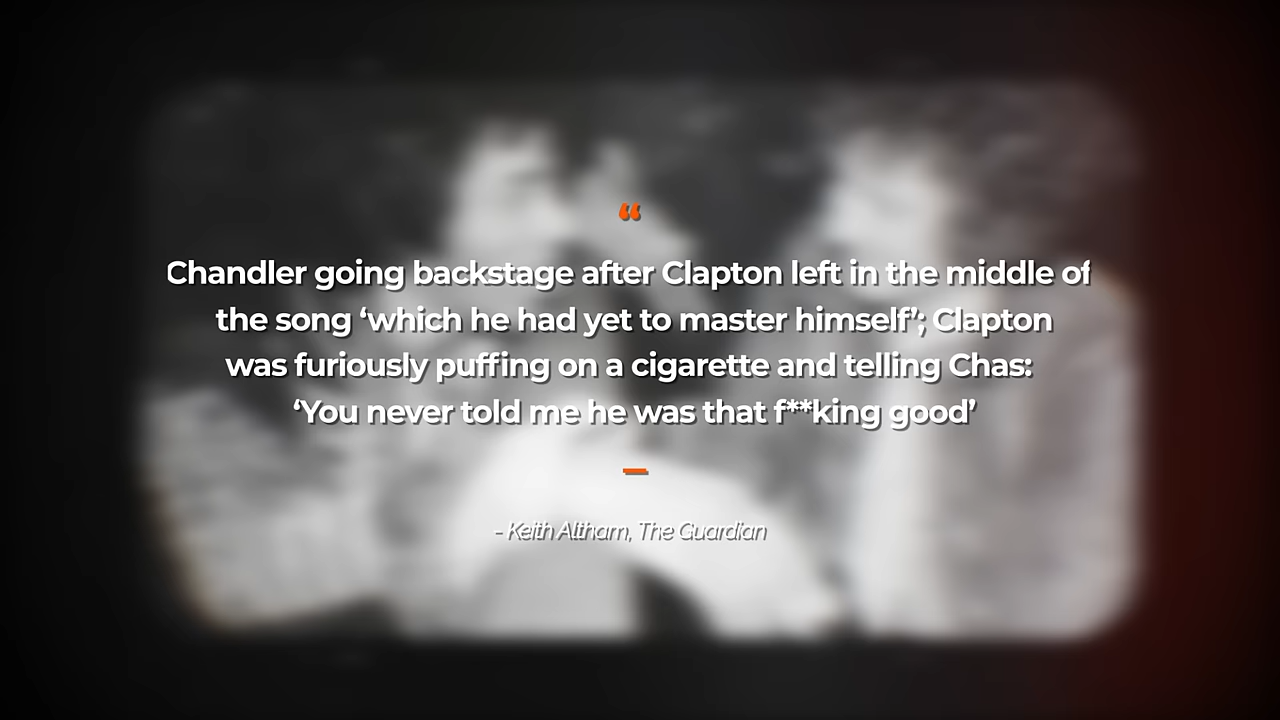 “
Chandler going backstage after Clapton left in the middle of
the song ‘which he had yet to master himself’; Clapton
was furiously puffing on a cigarette and telling Chas:
‘You never told me he was that f**king good’
- Keith Altham, The Guardian